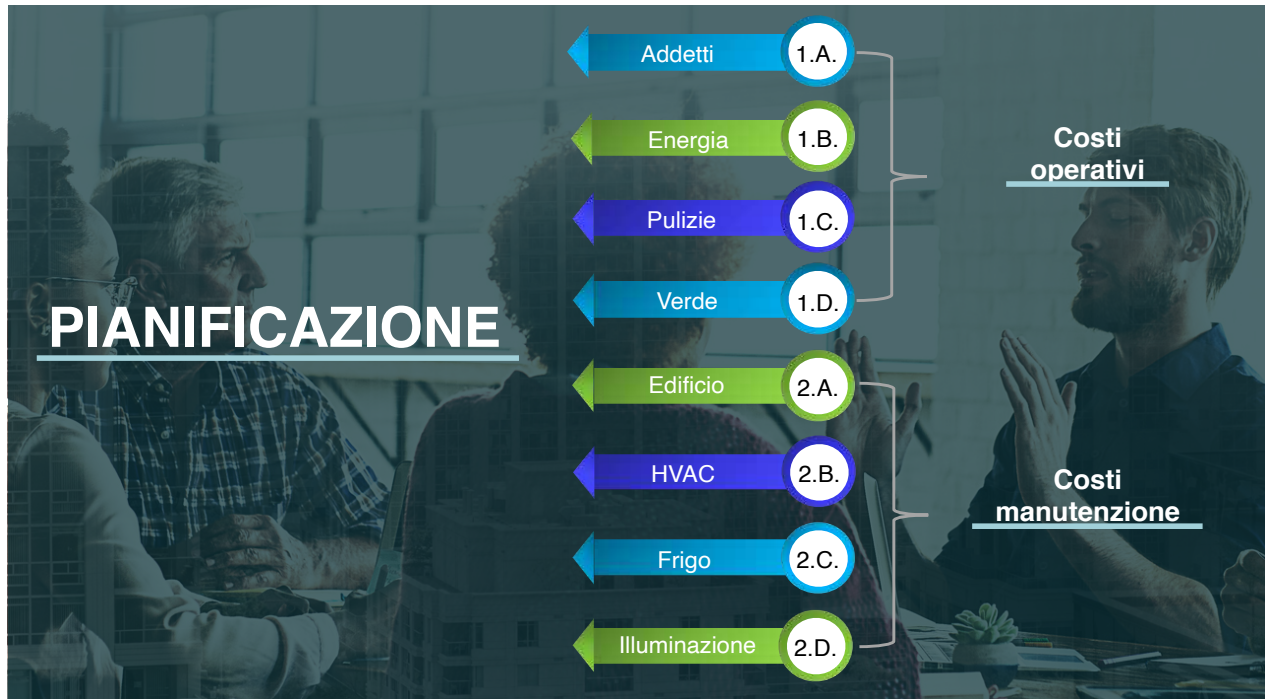 PIANIFICAZIONE
Addetti 1.A.
Energia 1.B.
Pulizie 1.C.
Verde 1.D.
Costi
operativi
Edificio 2.A.
HVAC 2.B.
Frigo 2.C.
Illuminazione 2.D.
Costi
manutenzione